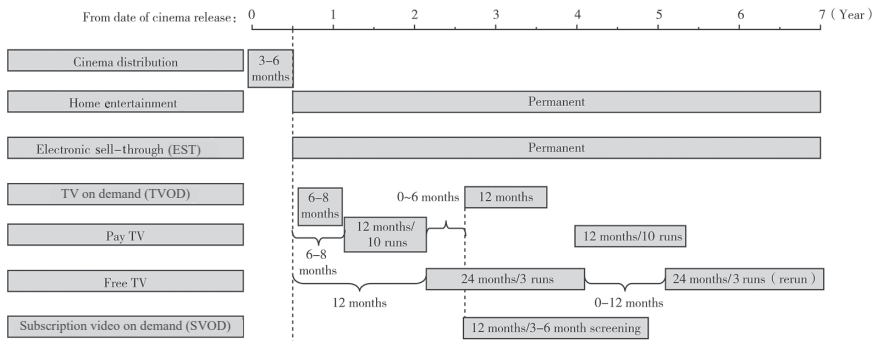 From date of cinema release: 0 1 2 3 4 5 6 7 ( Year )
Cinema distribution
3–6
months
Home entertainment
Permanent
Electronic sell–through (EST)
Permanent
TV on demand (TVOD)
6–8
months
0~6 months
12 months
Pay TV
12 months/
10 runs
12 months/10 runs
6–8
months
Free TV
12 months
24 months/3 runs
0–12 months
24 months/3 runs ( rerun )
Subscription video on demand (SVOD)
12 months/3–6 month screening